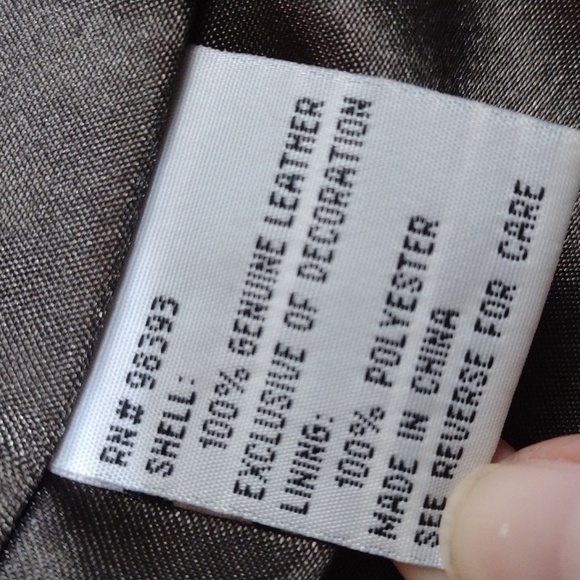 RN# 98393
SHELL:
100% GENUINE LEATHER
EXCLUSIVE OF DECORATION
LINING:
100% POLYESTER
MADE IN CHINA
SEE REVERSE FOR CARE